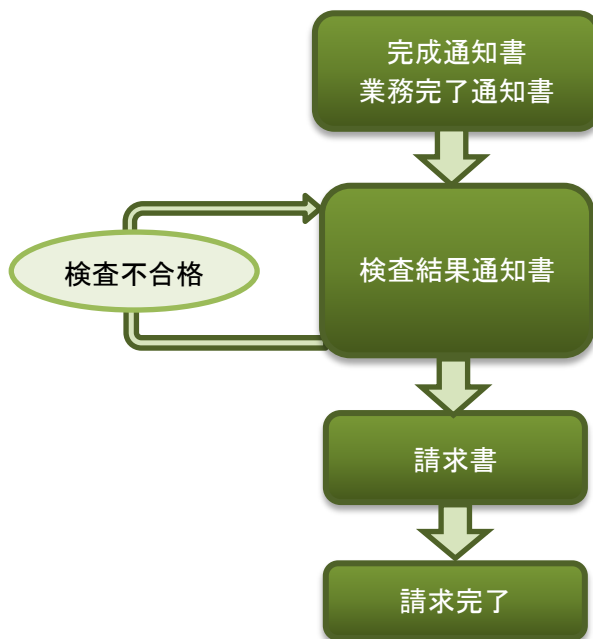 完成通知書
業務完了通知書
検査不合格
検査結果通知書
請求書
請求完了